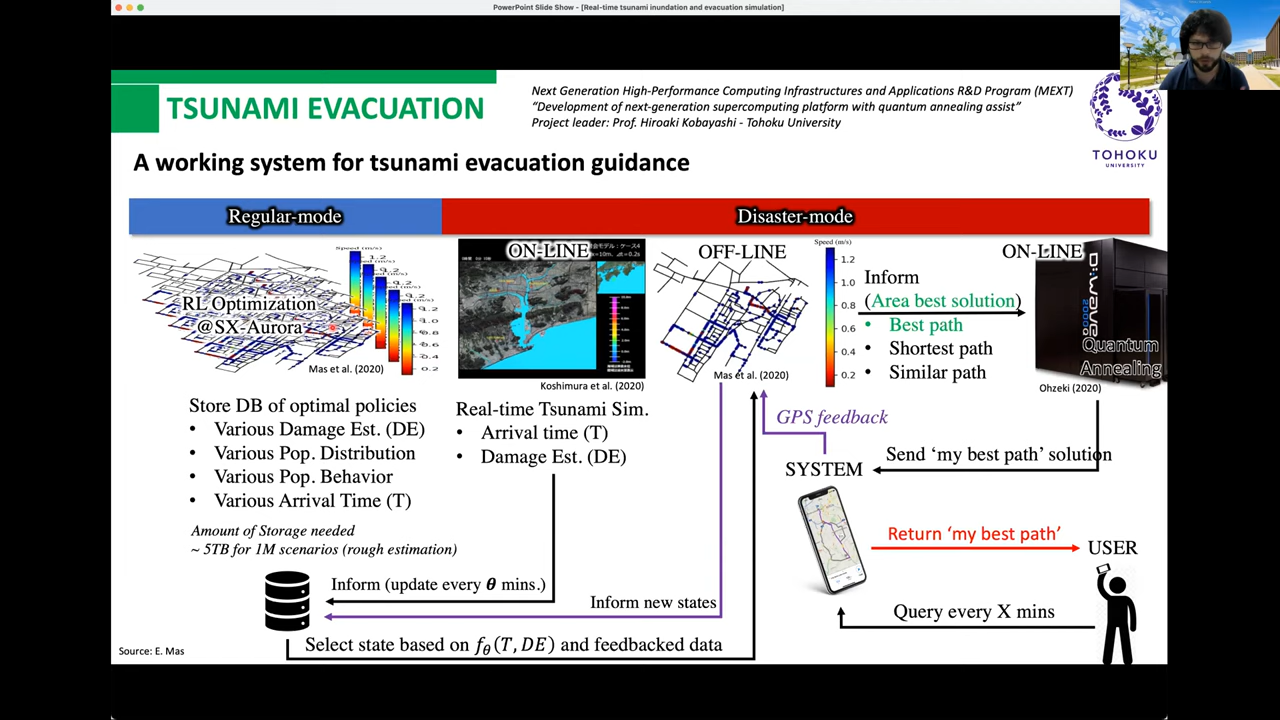 PowerPoint Slide Show - [Real-time tsunami inundation and evacuation simulation]
TSUNAMI EVACUATION
Next Generation High-Performance Computing Infrastructures and Applications R&D Program (MEXT)
"Development of next-generation supercomputing platform with quantum annealing assist"
Project leader: Prof. Hiroaki Kobayashi - Tohoku University
TOHOKU
UNIVERSITY
A working system for tsunami evacuation guidance
Regular-mode
Disaster-mode
RL Optimization
@SX-Aurora
Mas et al. (2020)
Store DB of optimal policies
• Various Damage Est. (DE)
• Various Pop. Distribution
• Various Pop. Behavior
• Various Arrival Time (T)
Amount of Storage needed
~ 5TB for 1M scenarios (rough estimation)
ON-LINE
Koshimura et al. (2020)
Real-time Tsunami Sim.
• Arrival time (T)
• Damage Est. (DE)
OFF-LINE
Mas et al. (2020)
Speed (m/s)
1.2
1.0
0.8
0.6
0.4
0.2
Inform
(Area best solution)
• Best path
• Shortest path
• Similar path
ON-LINE
D:wave
2000Q
Quantum
Annealing
Ohzeki (2020)
GPS feedback
Send 'my best path' solution
SYSTEM
Return 'my best path'
USER
Query every X mins
Inform (update every θ mins.)
Inform new states
Select state based on fθ(T, DE) and feedbacked data
Source: E. Mas